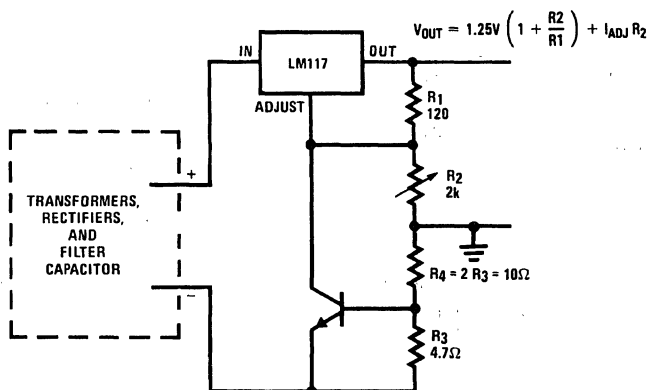 V_OUT = 1.25V (1 + R2/R1) + I_ADJ R2
IN
LM117
OUT
ADJUST
R1
120
+
R2
2k
TRANSFORMERS,
RECTIFIERS,
AND
FILTER
CAPACITOR
R4 = 2 R3 = 10Ω
−
R3
4.7Ω